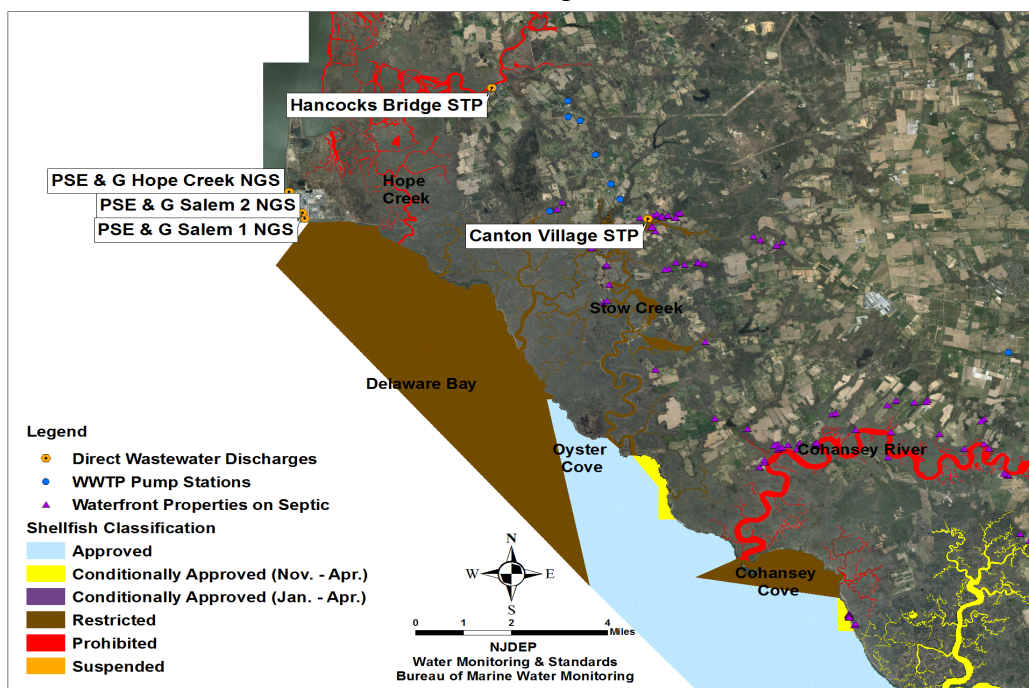 Hancocks Bridge STP
PSE & G Hope Creek NGS
PSE & G Salem 2 NGS
PSE & G Salem 1 NGS
Hope
Creek
Canton Village STP
Stow Creek
Delaware Bay
Oyster
Cove
Cohansey River
Cohansey
Cove
Legend
Direct Wastewater Discharges
WWTP Pump Stations
Waterfront Properties on Septic
Shellfish Classification
Approved
Conditionally Approved (Nov. - Apr.)
Conditionally Approved (Jan. - Apr.)
Restricted
Prohibited
Suspended
N
W E
S
0 1 2 4
Miles
NJDEP
Water Monitoring & Standards
Bureau of Marine Water Monitoring